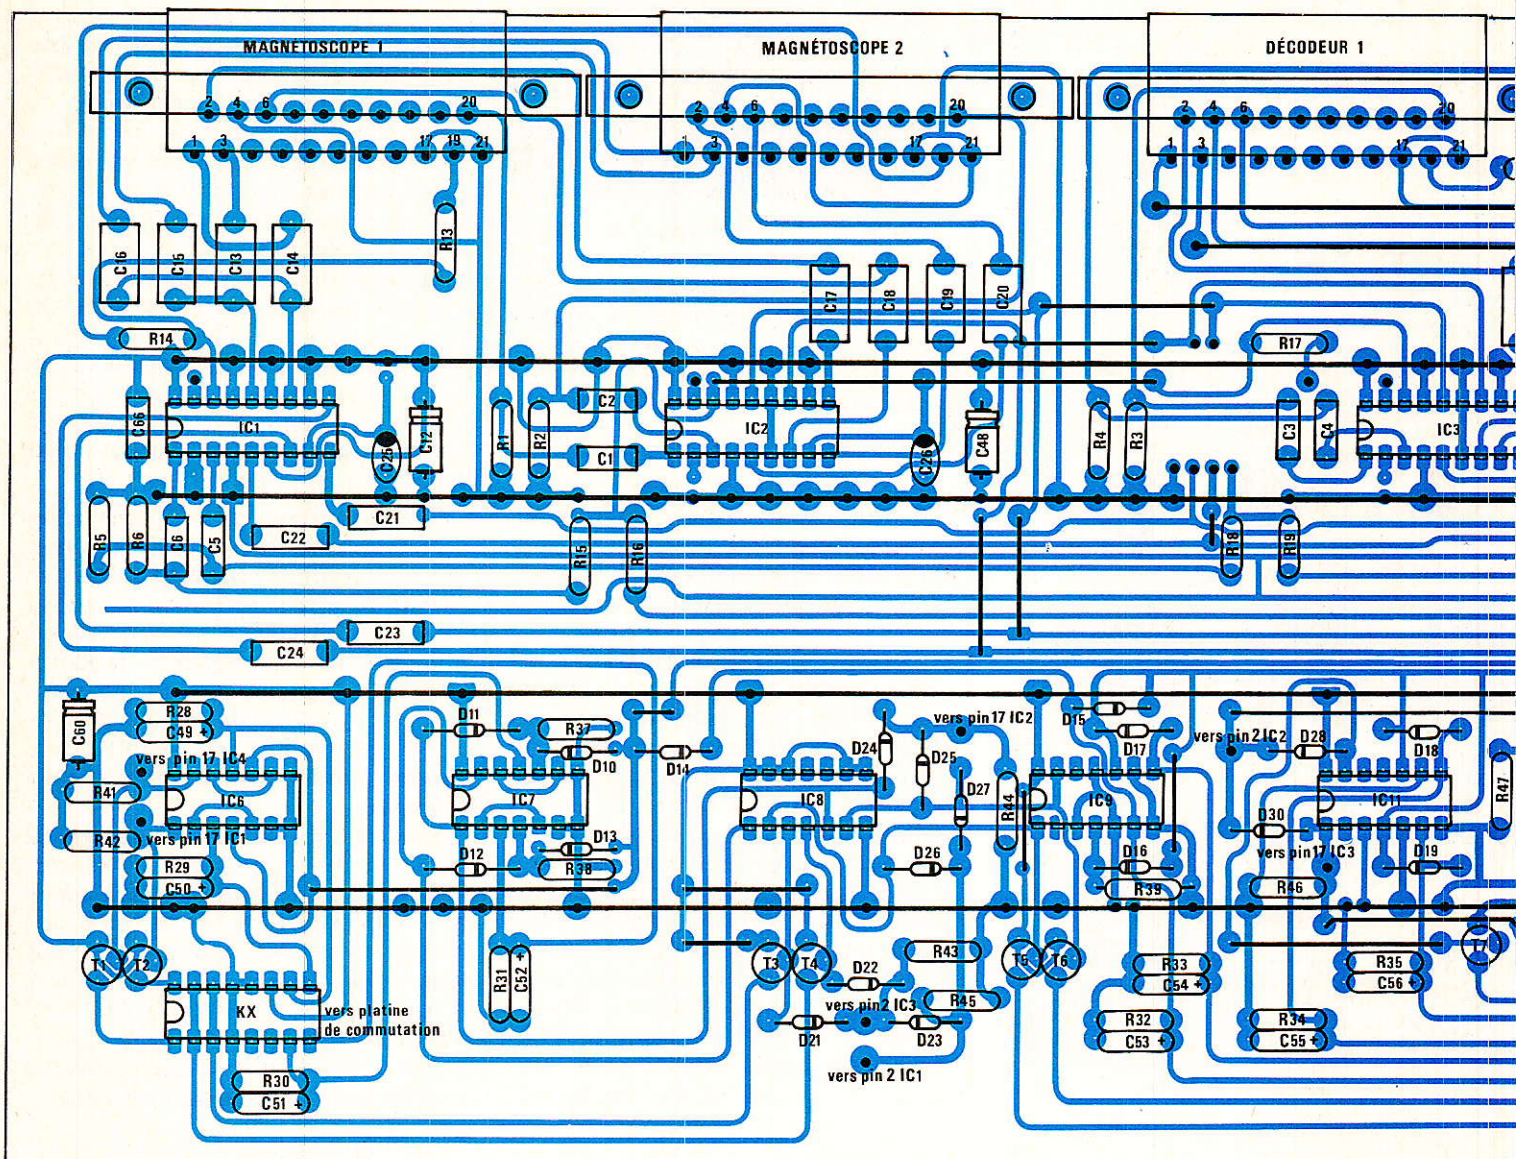 MAGNÉTOSCOPE 1
MAGNÉTOSCOPE 2
DÉCODEUR 1
2 4 6 20
2 4 6 20
2 4 6 20
1 3 17 19 21
3 17 21
1 3 17 21
C16
C15
C13
C14
R13
C17
C18
C19
C20
R14
R17
C66
IC1
C25
C12
R1
R2
C2
C1
IC2
C26
C48
R4
R3
C3
C4
IC3
R5
R6
C6
C5
C22
C21
R15
R16
R18
R19
C23
C24
C60
R28
C49 +
vers pin 17 IC4
D11
R37
D10
D14
D24
D25
vers pin 17 IC2
D15
D17
vers pin 2 IC2
D28
D18
R41
IC6
IC7
IC8
D27
R44
IC9
IC11
R47
R42
vers pin 17 IC1
D13
D30
R29
C50 +
D12
R38
D26
D16
R39
vers pin 17 IC3
D19
R46
T1
T2
R31
C52 +
T3
T4
R43
D22
T5
T6
R33
C54 +
R35
C56 +
T7
KX
vers platine
de commutation
vers pin 2 IC3
R45
D21
D23
R32
C53 +
R34
C55 +
vers pin 2 IC1
R30
C51 +